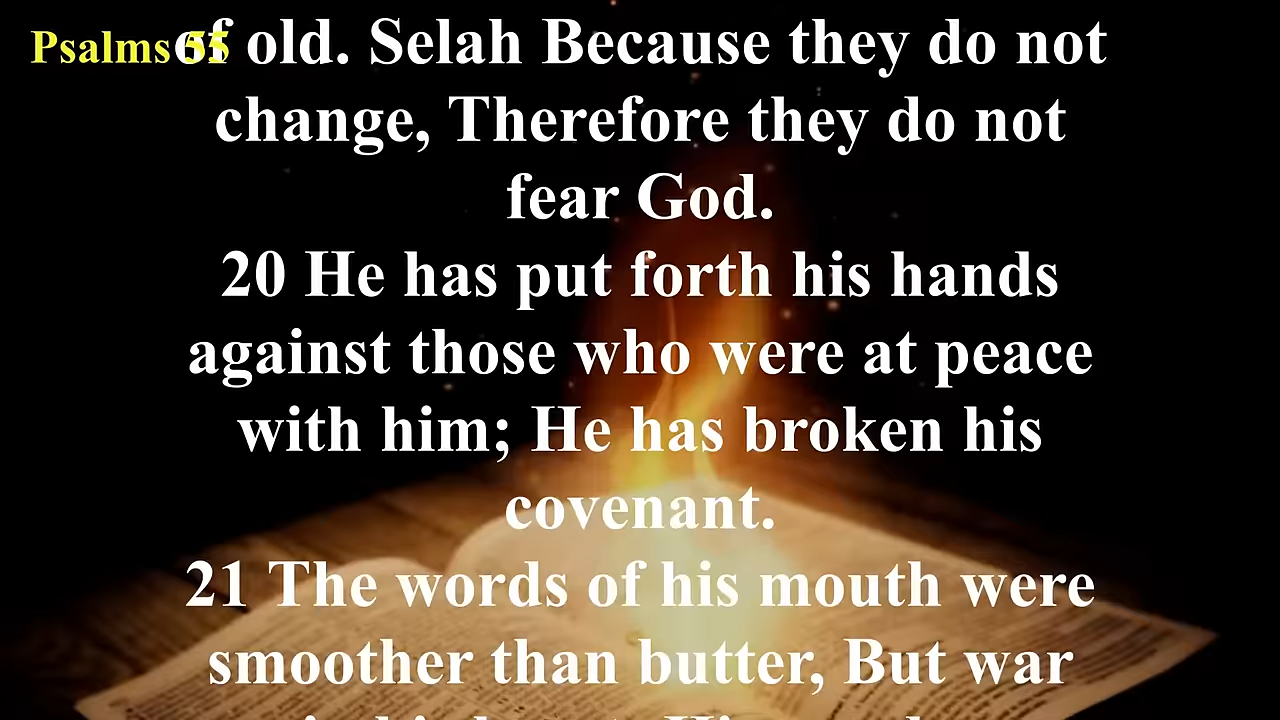 Psalms 55
of old. Selah Because they do not
change, Therefore they do not
fear God.
20 He has put forth his hands
against those who were at peace
with him; He has broken his
covenant.
21 The words of his mouth were
smoother than butter, But war